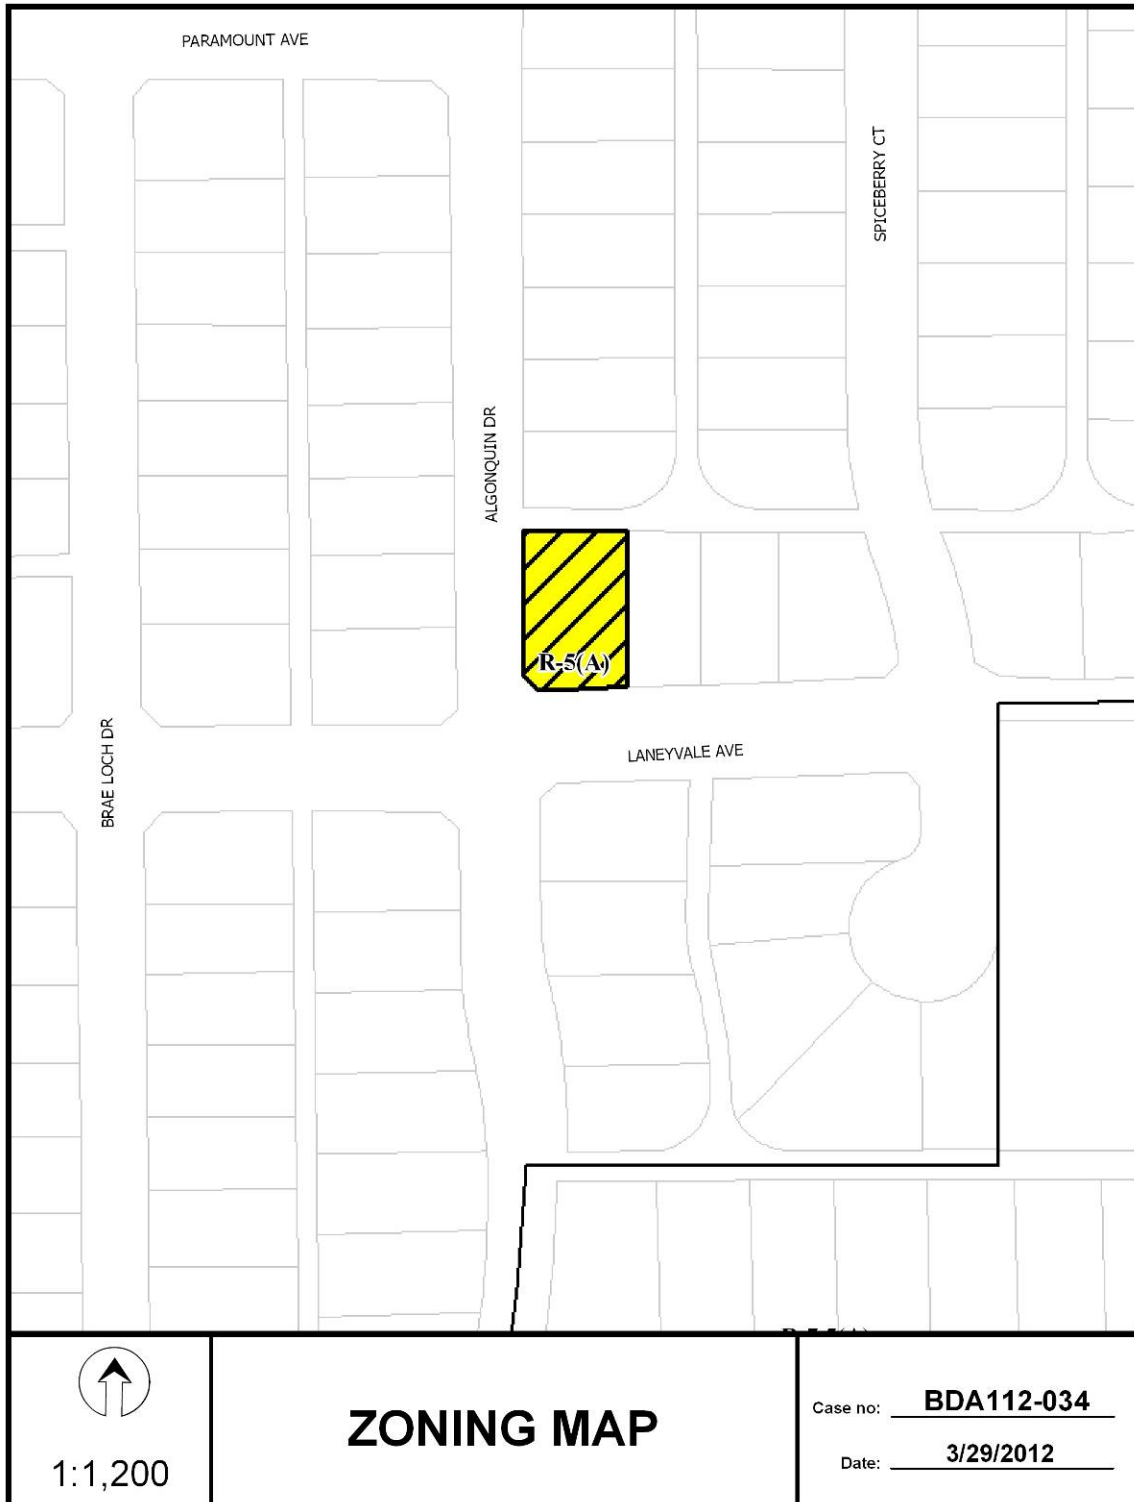 PARAMOUNT AVE
SPICEBERRY CT
ALGONQUIN DR
R-5(A)
BRAE LOCH DR
LANEYVALE AVE
1:1,200
ZONING MAP
Case no: BDA112-034
Date: 3/29/2012